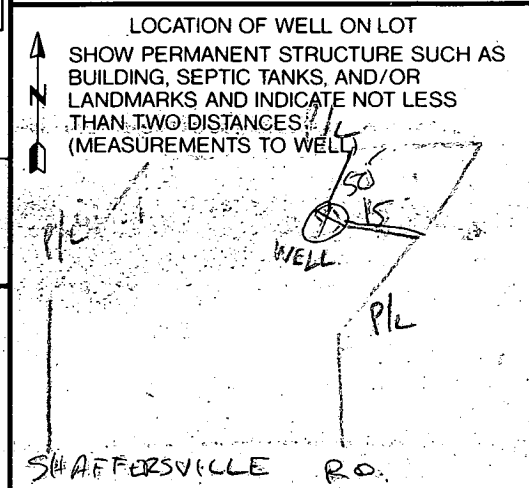 LOCATION OF WELL ON LOT
SHOW PERMANENT STRUCTURE SUCH AS
BUILDING, SEPTIC TANKS, AND/OR
N LANDMARKS AND INDICATE NOT LESS
THAN TWO DISTANCES
(MEASUREMENTS TO WELL)
P/L
50'
15
P/L
WELL
P/L
SHAFFERSVILLE RD.